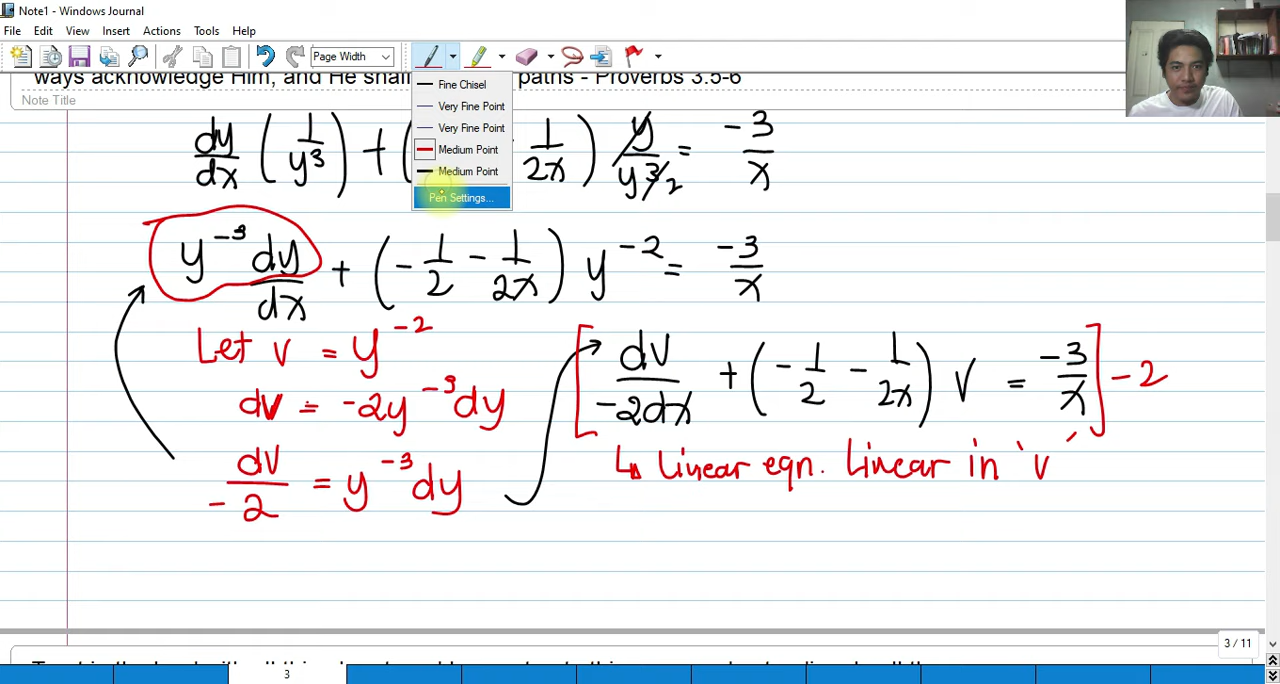 Note1 - Windows Journal
File Edit View Insert Actions Tools Help
Page Width
ways acknowledge Him, and He shall paths - Proverbs 3.5-6
Note Title
Fine Chisel
Very Fine Point
Very Fine Point
Medium Point
Medium Point
Pen Settings...
dy/dx (1/y³) + ( - 1/2x) y/y³₂ = -3/x
y⁻³ dy/dx + (-1/2 - 1/2x) y⁻² = -3/x
Let v = y⁻²
dv = -2y⁻³dy
dv/-2 = y⁻³dy
[dv/-2dx + (-1/2 - 1/2x) v = -3/x] -2
↳ linear eqn. linear in 'v'
3 / 11
3